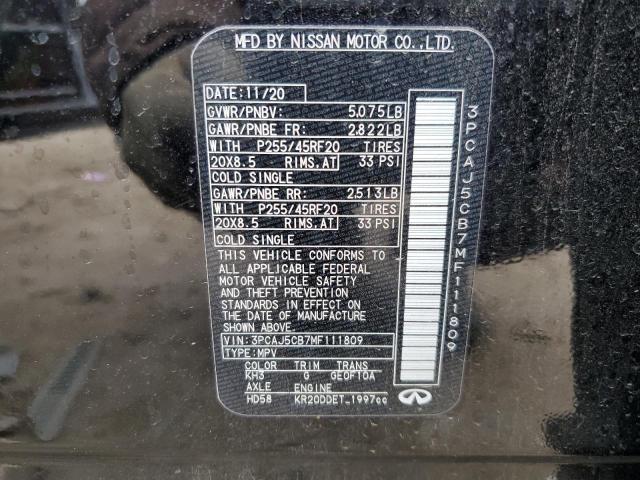 MFD BY NISSAN MOTOR CO.,LTD.
DATE: 11/20
GVWR/PNBV: 5,075LB
GAWR/PNBE FR: 2,822LB
WITH P255/45RF20 TIRES
20X8.5 RIMS,AT 33 PSI
COLD SINGLE
GAWR/PNBE RR: 2,513LB
WITH P255/45RF20 TIRES
20X8.5 RIMS,AT 33 PSI
COLD SINGLE
THIS VEHICLE CONFORMS TO
ALL APPLICABLE FEDERAL
MOTOR VEHICLE SAFETY
AND THEFT PREVENTION
STANDARDS IN EFFECT ON
THE DATE OF MANUFACTURE
SHOWN ABOVE.
VIN: 3PCAJ5CB7MF111809
TYPE: MPV
COLOR TRIM TRANS
KH3 G GE0F10A
AXLE ENGINE
HD58 KR20DDET_1997cc
3PCAJ5CB7MF111809